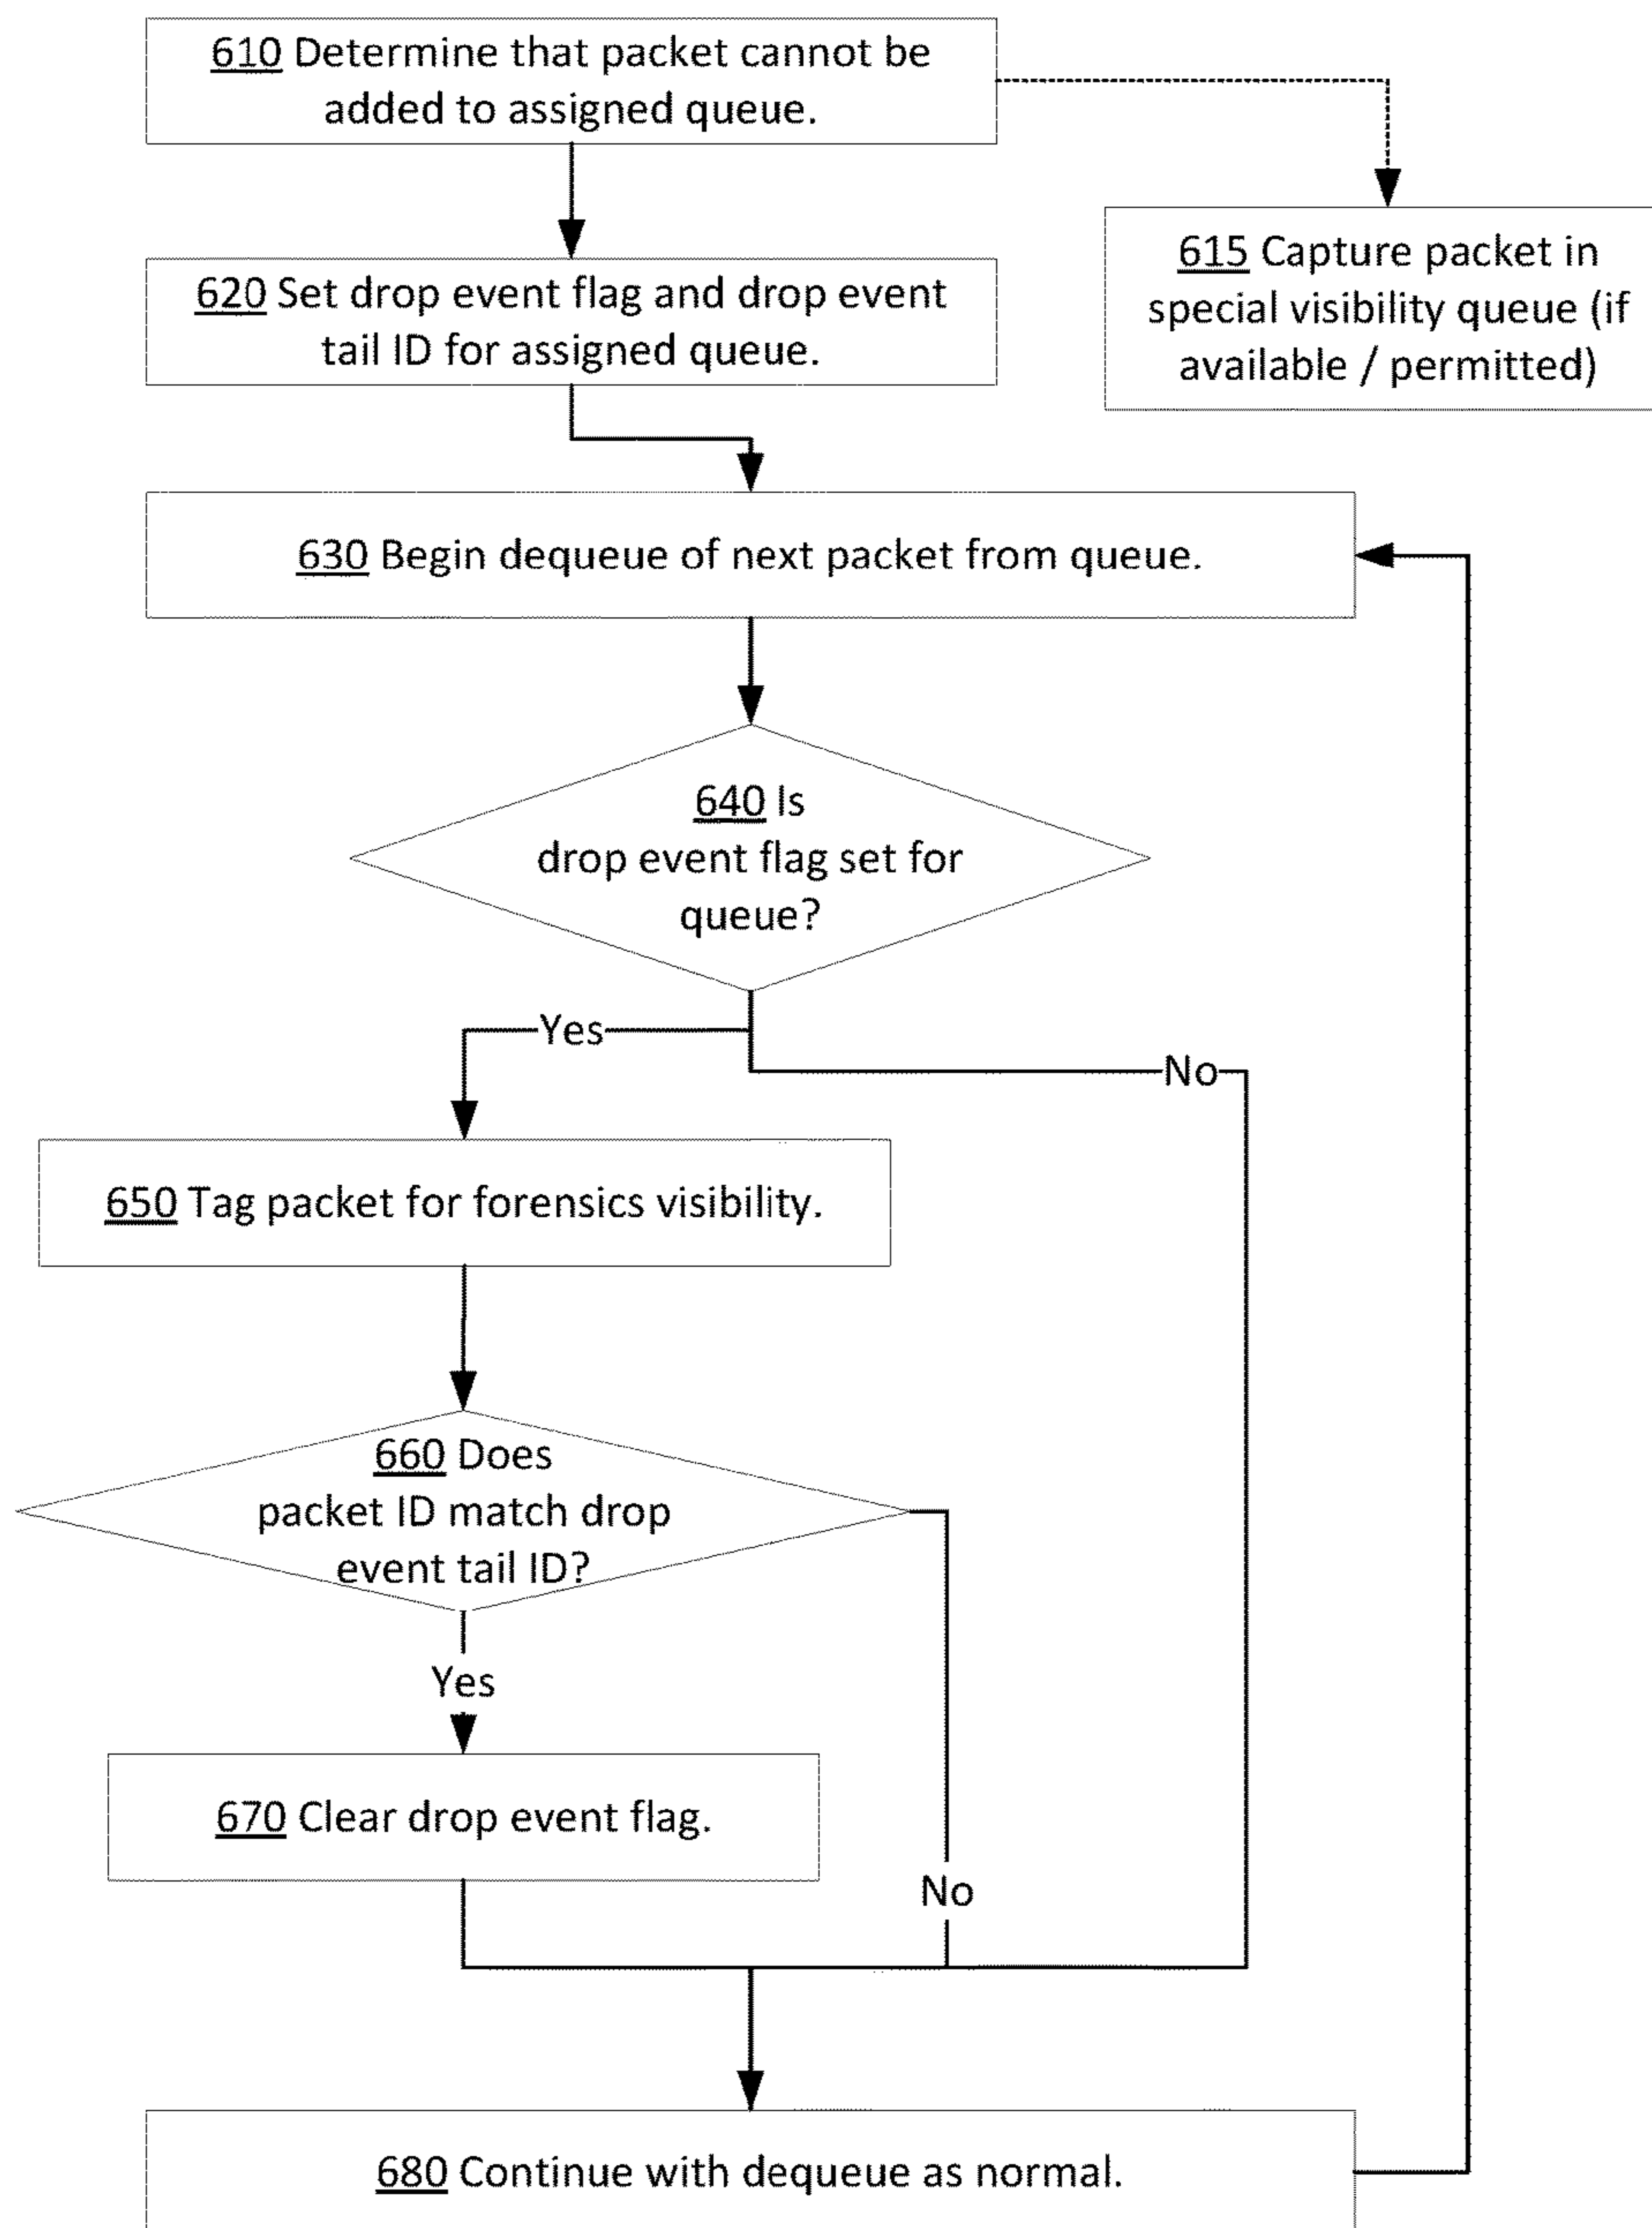 610 Determine that packet cannot be
added to assigned queue.
615 Capture packet in
special visibility queue (if
available / permitted)
620 Set drop event flag and drop event
tail ID for assigned queue.
630 Begin dequeue of next packet from queue.
640 Is
drop event flag set for
queue?
Yes
No
650 Tag packet for forensics visibility.
660 Does
packet ID match drop
event tail ID?
Yes
670 Clear drop event flag.
No
680 Continue with dequeue as normal.